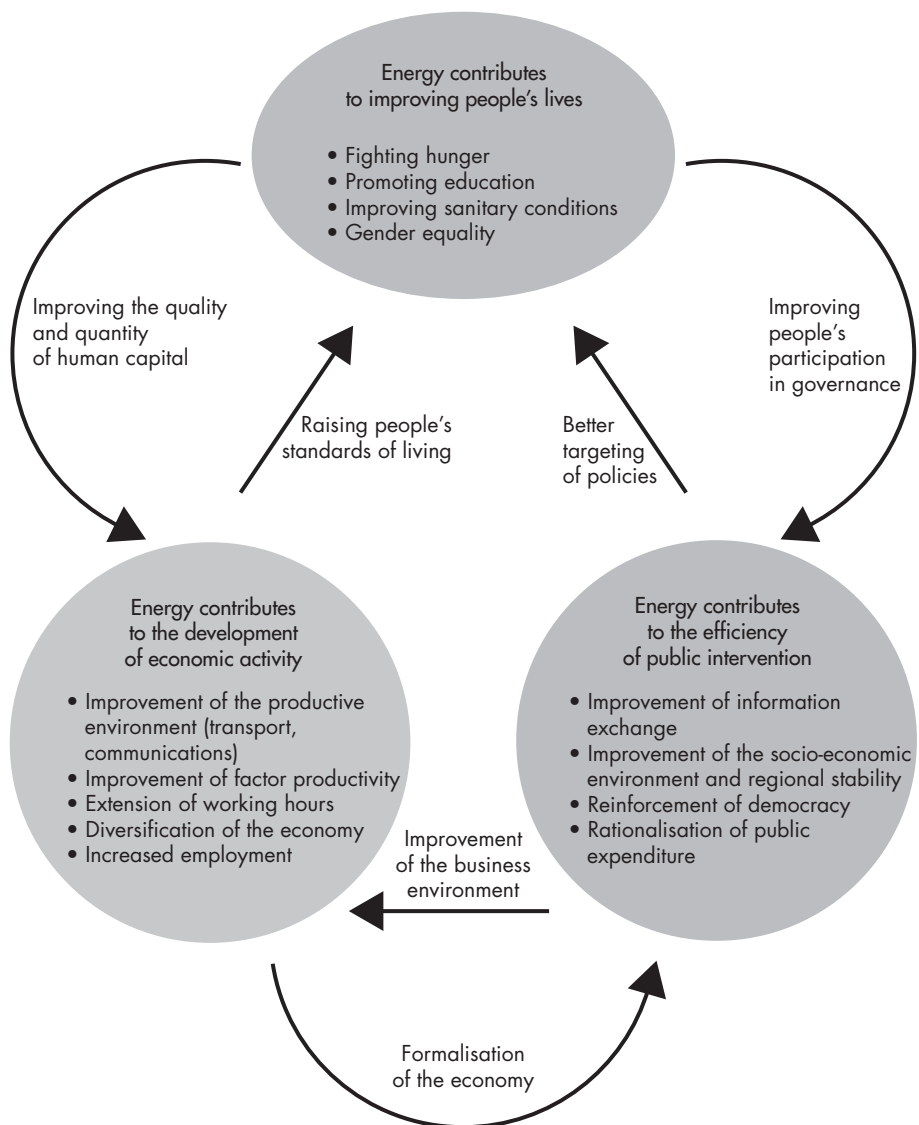 Energy contributes
to improving people's lives
• Fighting hunger
• Promoting education
• Improving sanitary conditions
• Gender equality
Improving the quality
and quantity
of human capital
Improving
people's
participation
in governance
Raising people's
standards of living
Better
targeting
of policies
Energy contributes
to the development
of economic activity
• Improvement of the productive
environment (transport,
communications)
• Improvement of factor productivity
• Extension of working hours
• Diversification of the economy
• Increased employment
Energy contributes
to the efficiency
of public intervention
• Improvement of information
exchange
• Improvement of the socio-economic
environment and regional stability
• Reinforcement of democracy
• Rationalisation of public
expenditure
Improvement
of the business
environment
Formalisation
of the economy